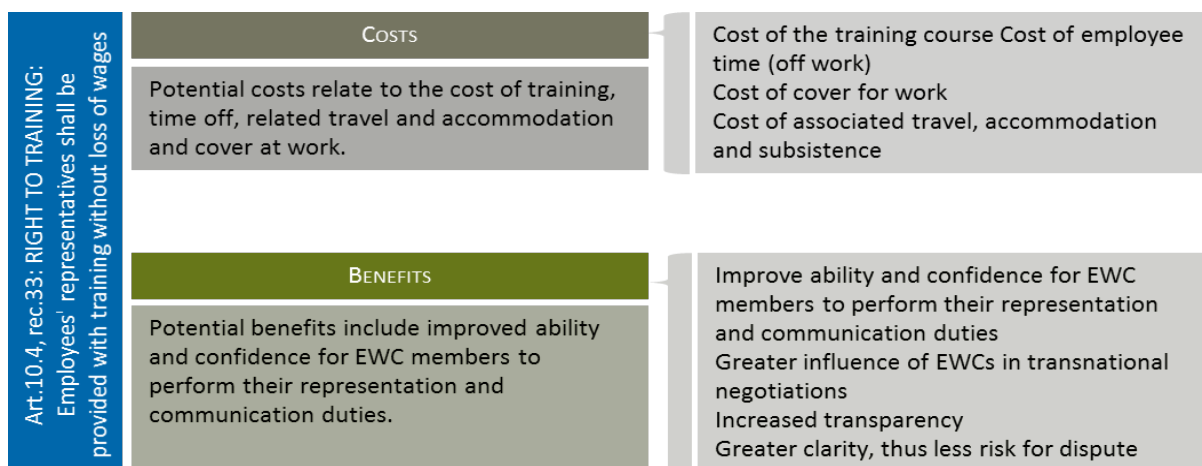 Art.10.4, rec.33: RIGHT TO TRAINING:
Employees' representatives shall be
provided with training without loss of wages
COSTS
Potential costs relate to the cost of training,
time off, related travel and accommodation
and cover at work.
Cost of the training course Cost of employee
time (off work)
Cost of cover for work
Cost of associated travel, accommodation
and subsistence
BENEFITS
Potential benefits include improved ability
and confidence for EWC members to
perform their representation and
communication duties.
Improve ability and confidence for EWC
members to perform their representation
and communication duties
Greater influence of EWCs in transnational
negotiations
Increased transparency
Greater clarity, thus less risk for dispute